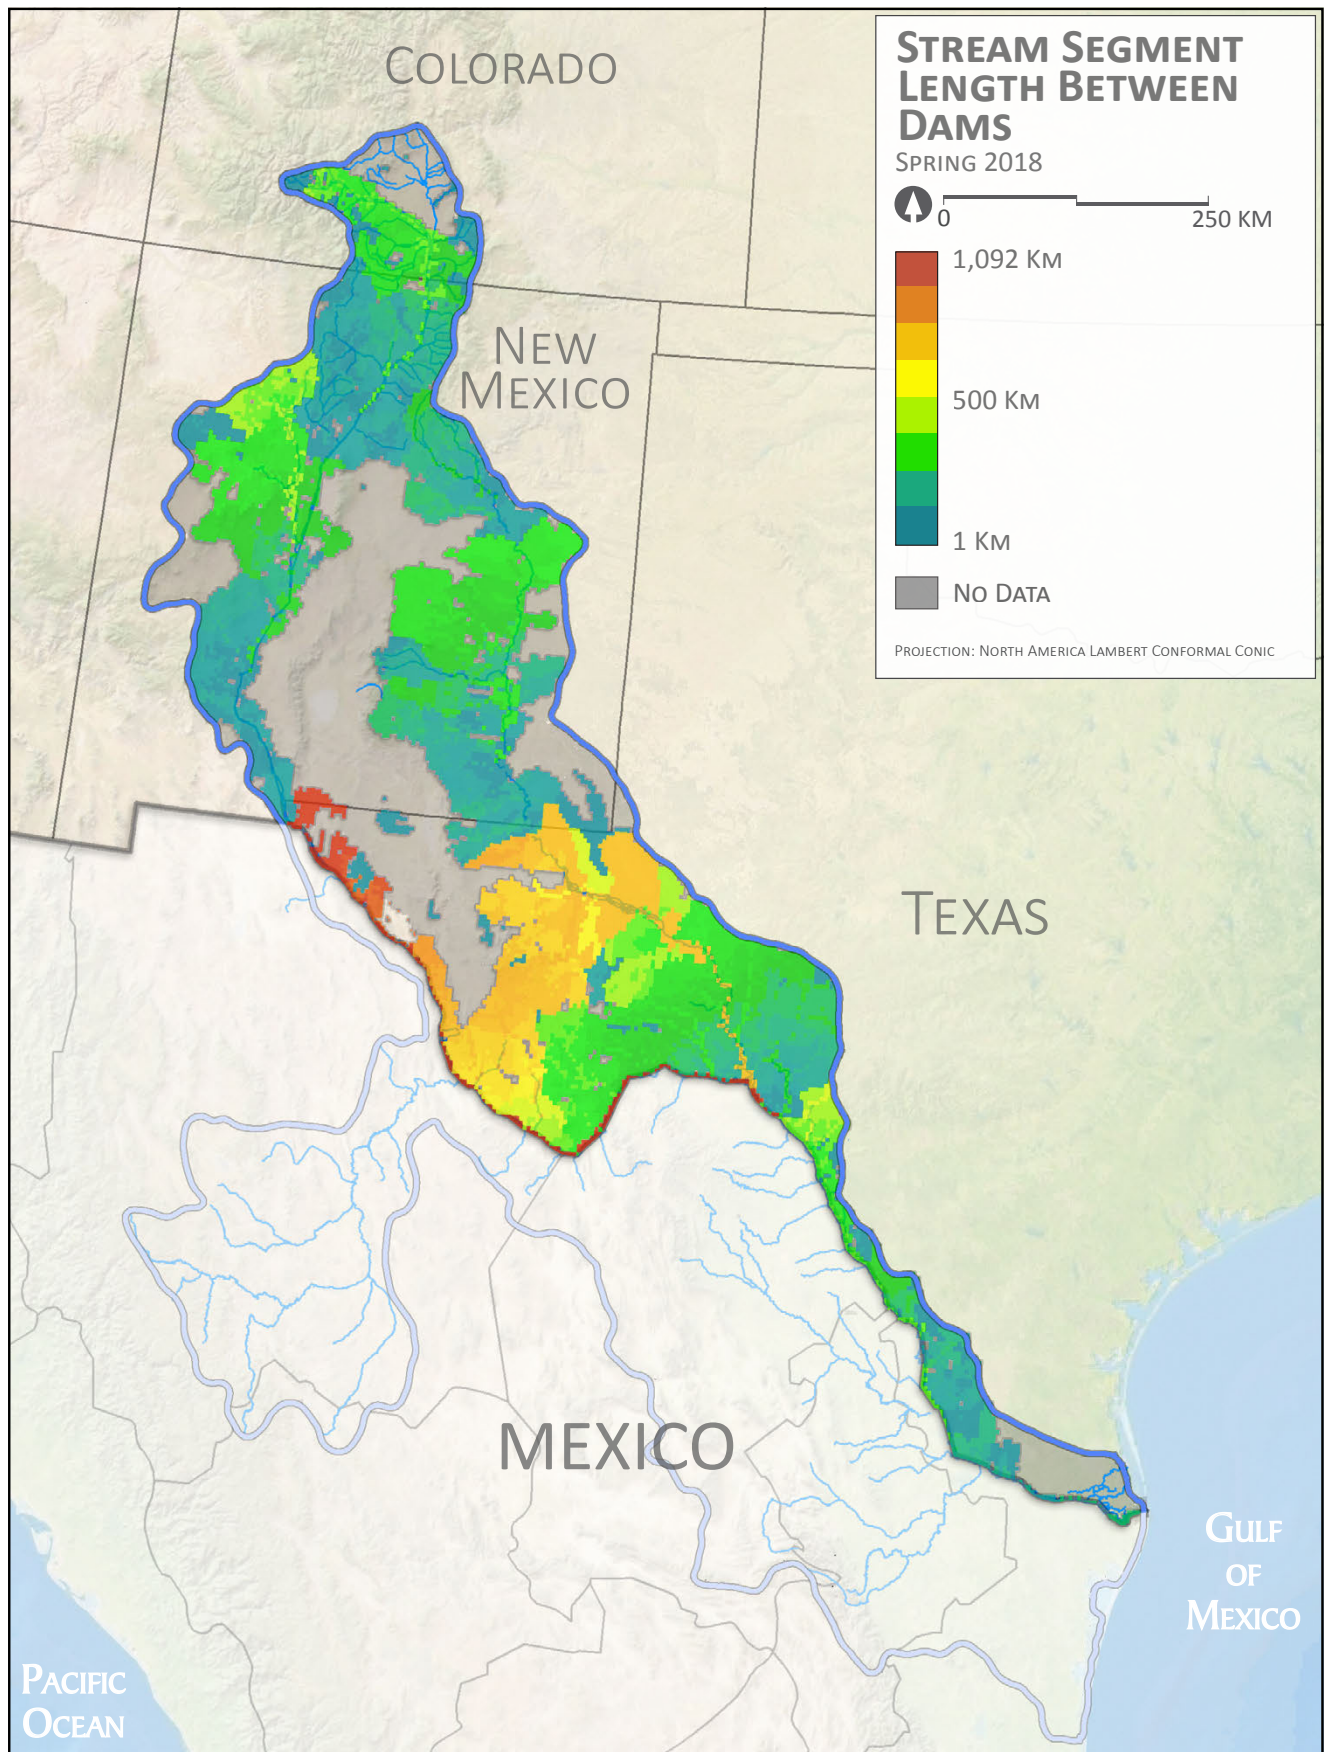 COLORADO
STREAM SEGMENT
LENGTH BETWEEN
DAMS
SPRING 2018
0
250 KM
1,092 KM
500 KM
1 KM
NO DATA
PROJECTION: NORTH AMERICA LAMBERT CONFORMAL CONIC
NEW
MEXICO
TEXAS
MEXICO
GULF
OF
MEXICO
PACIFIC
OCEAN